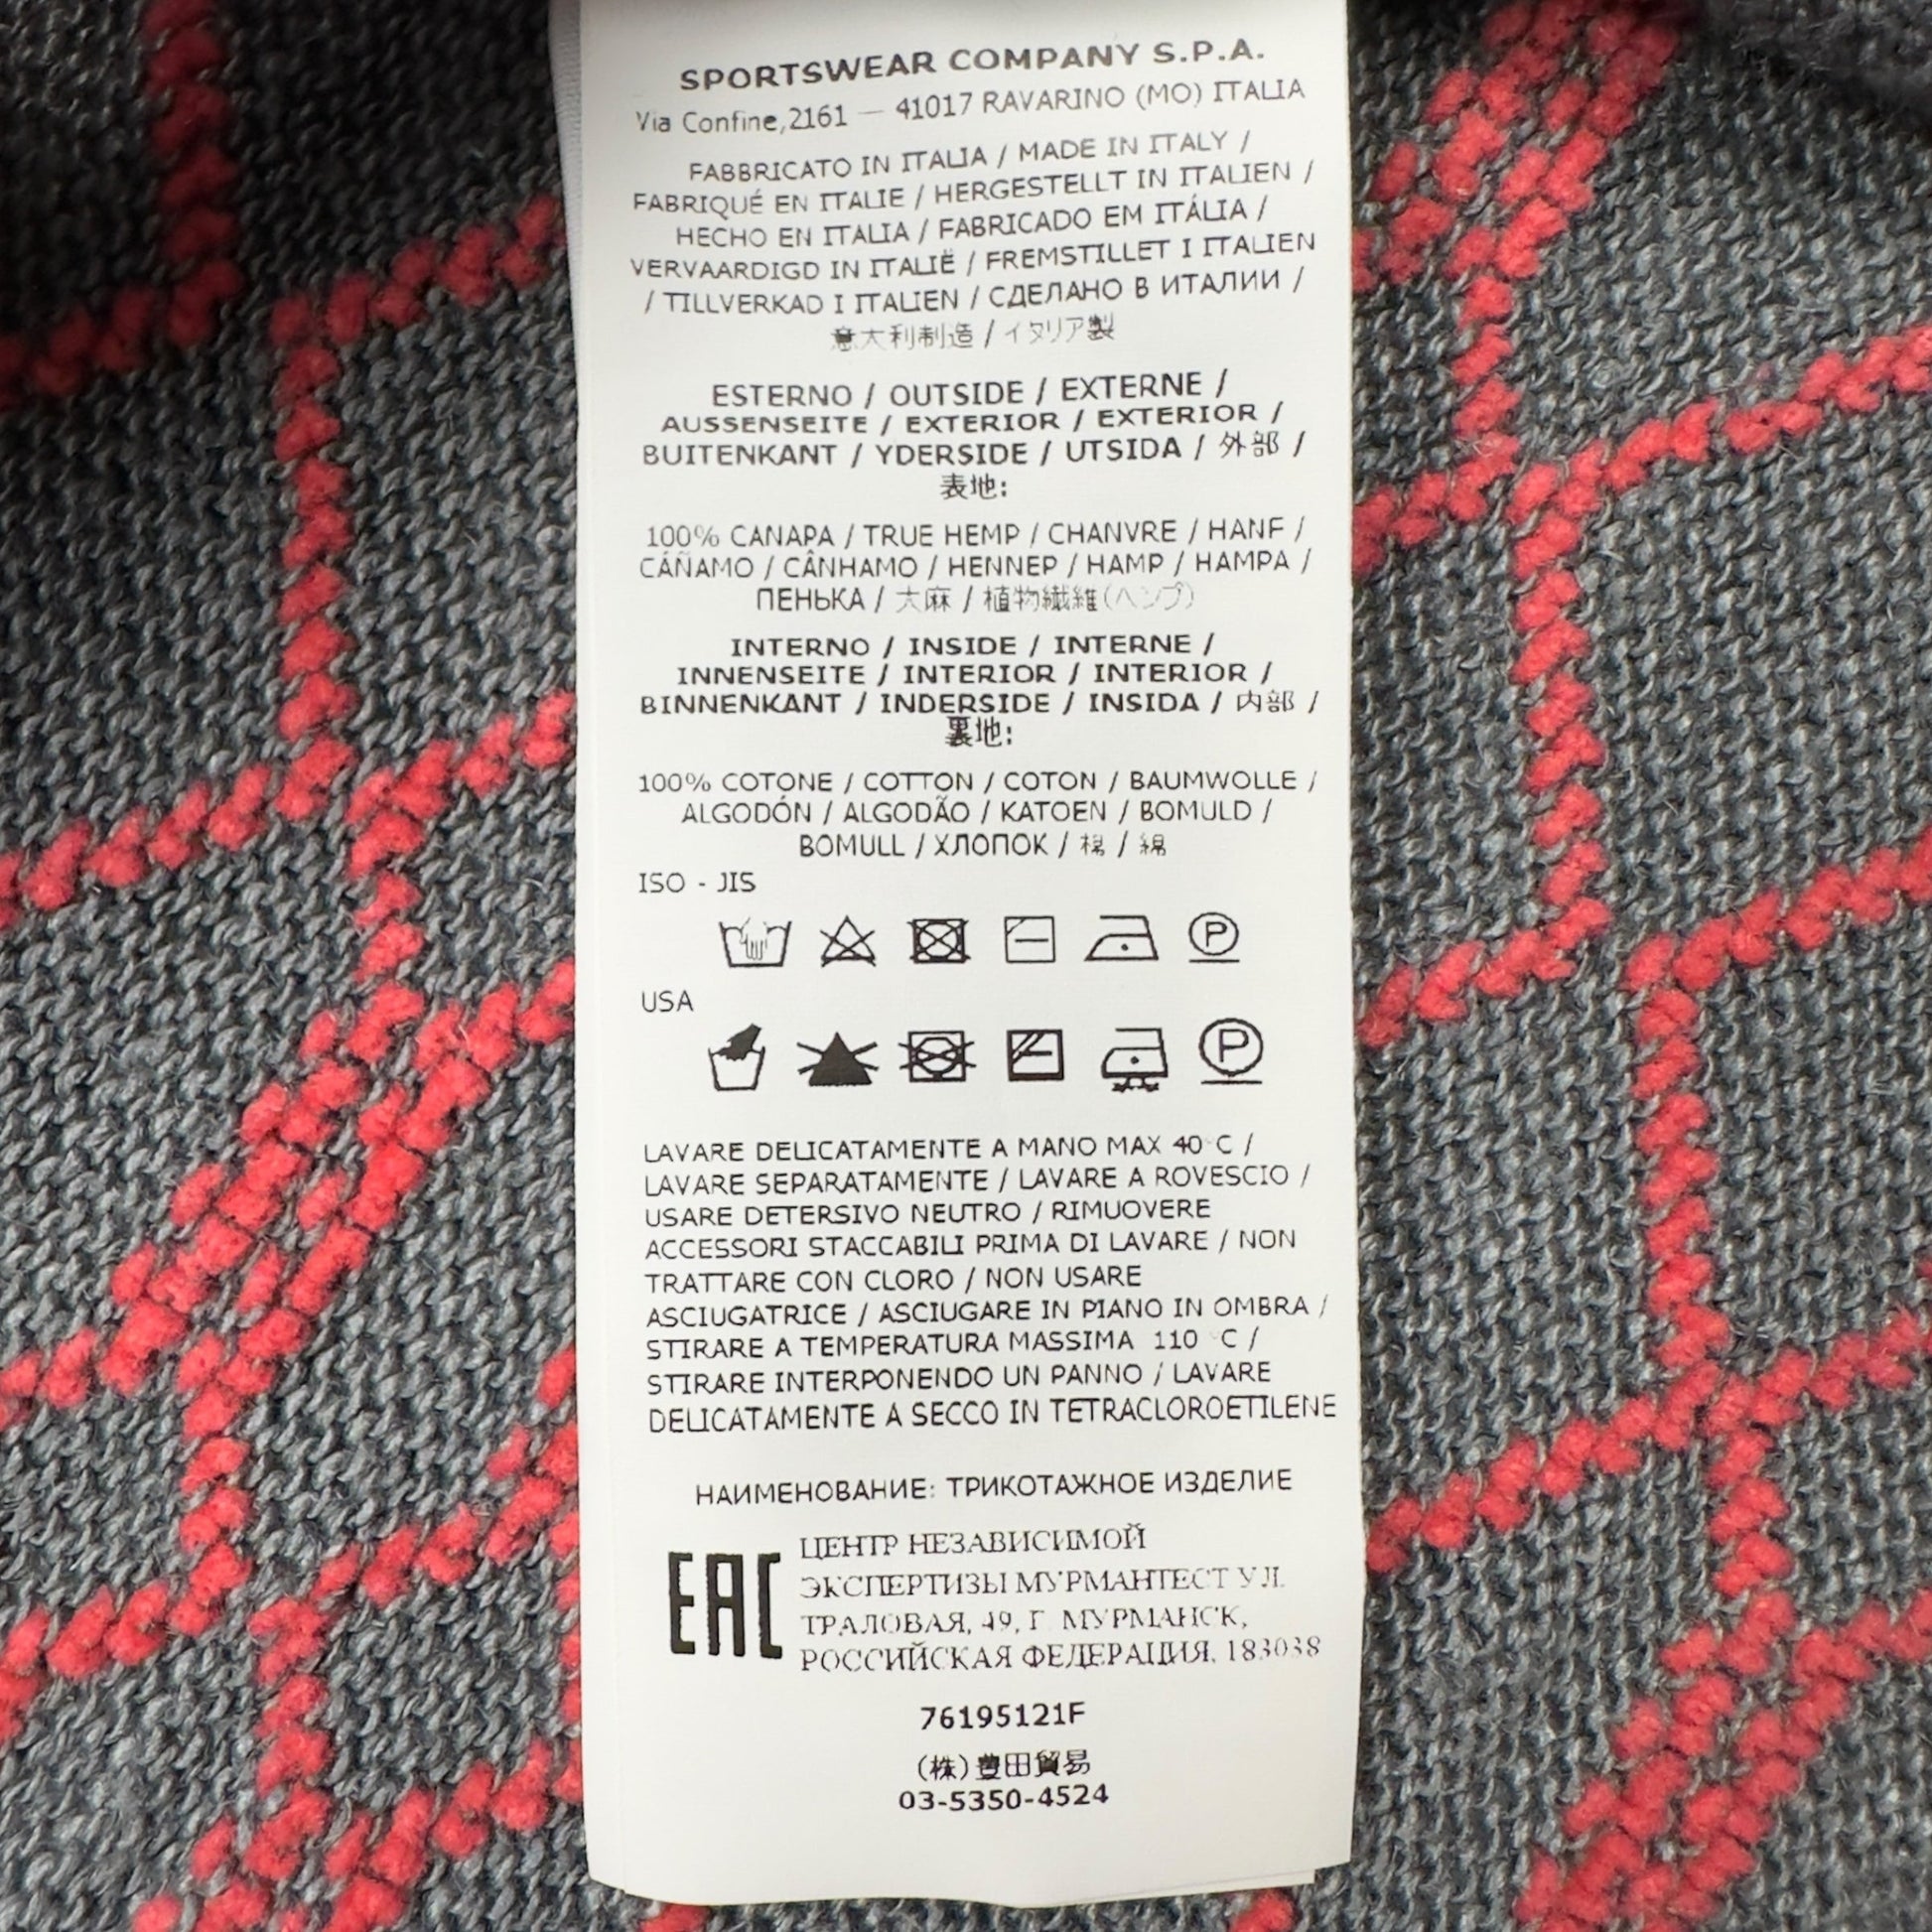 SPORTSWEAR COMPANY S.P.A.
Via Confine,2161 — 41017 RAVARINO (MO) ITALIA
FABBRICATO IN ITALIA / MADE IN ITALY /
FABRIQUÉ EN ITALIE / HERGESTELLT IN ITALIEN /
HECHO EN ITALIA / FABRICADO EM ITÁLIA /
VERVAARDIGD IN ITALIË / FREMSTILLET I ITALIEN
/ TILLVERKAD I ITALIEN / СДЕЛАНО В ИТАЛИИ /
意大利制造 / イタリア製
ESTERNO / OUTSIDE / EXTERNE /
AUSSENSEITE / EXTERIOR / EXTERIOR /
BUITENKANT / YDERSIDE / UTSIDA / 外部 /
表地:
100% CANAPA / TRUE HEMP / CHANVRE / HANF /
CÁÑAMO / CÂNHAMO / HENNEP / HAMP / HAMPA /
ПЕНЬКА / 大麻 / 植物繊維(ヘンプ)
INTERNO / INSIDE / INTERNE /
INNENSEITE / INTERIOR / INTERIOR /
BINNENKANT / INDERSIDE / INSIDA / 内部 /
裏地:
100% COTONE / COTTON / COTON / BAUMWOLLE /
ALGODÓN / ALGODÃO / KATOEN / BOMULD /
BOMULL / ХЛОПОК / 棉 / 綿
ISO - JIS
P
USA
P
LAVARE DELICATAMENTE A MANO MAX 40°C /
LAVARE SEPARATAMENTE / LAVARE A ROVESCIO /
USARE DETERSIVO NEUTRO / RIMUOVERE
ACCESSORI STACCABILI PRIMA DI LAVARE / NON
TRATTARE CON CLORO / NON USARE
ASCIUGATRICE / ASCIUGARE IN PIANO IN OMBRA /
STIRARE A TEMPERATURA MASSIMA 110 °C /
STIRARE INTERPONENDO UN PANNO / LAVARE
DELICATAMENTE A SECCO IN TETRACLOROETILENE
НАИМЕНОВАНИЕ: ТРИКОТАЖНОЕ ИЗДЕЛИЕ
EAC
ЦЕНТР НЕЗАВИСИМОЙ
ЭКСПЕРТИЗЫ МУРМАНТЕСТ УЛ.
ТРАЛОВАЯ, 49, Г. МУРМАНСК,
РОССИЙСКАЯ ФЕДЕРАЦИЯ, 183038
76195121F
(株)豊田貿易
03-5350-4524